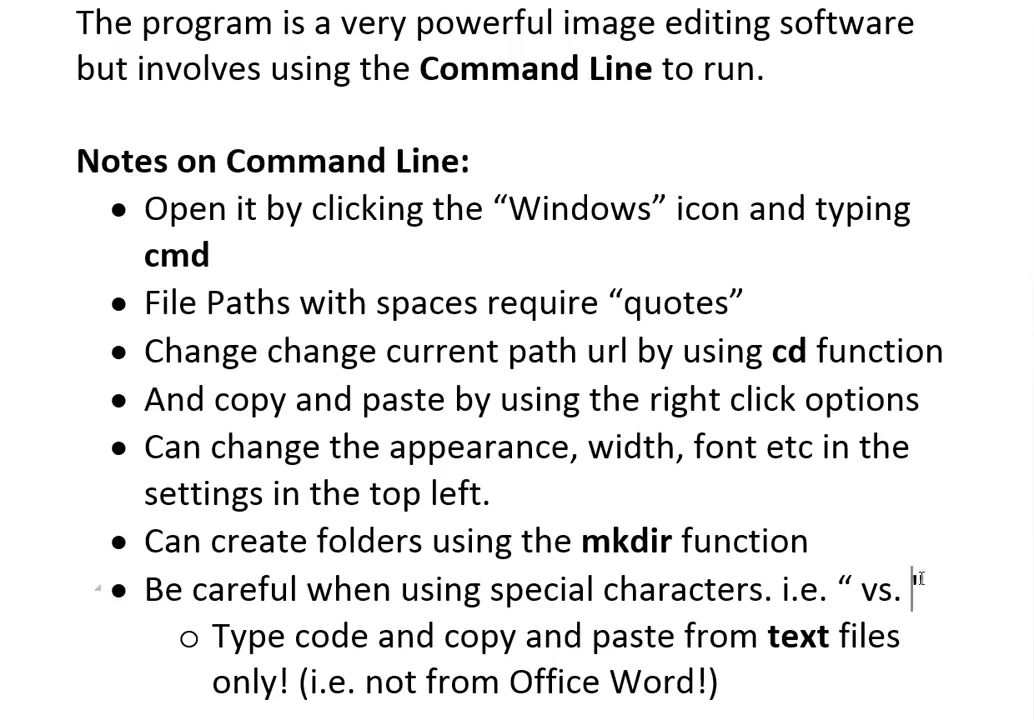 The program is a very powerful image editing software
but involves using the Command Line to run.
Notes on Command Line:
• Open it by clicking the “Windows” icon and typing
cmd
• File Paths with spaces require “quotes”
• Change change current path url by using cd function
• And copy and paste by using the right click options
• Can change the appearance, width, font etc in the
settings in the top left.
• Can create folders using the mkdir function
• Be careful when using special characters. i.e. “ vs. "
o Type code and copy and paste from text files
only! (i.e. not from Office Word!)